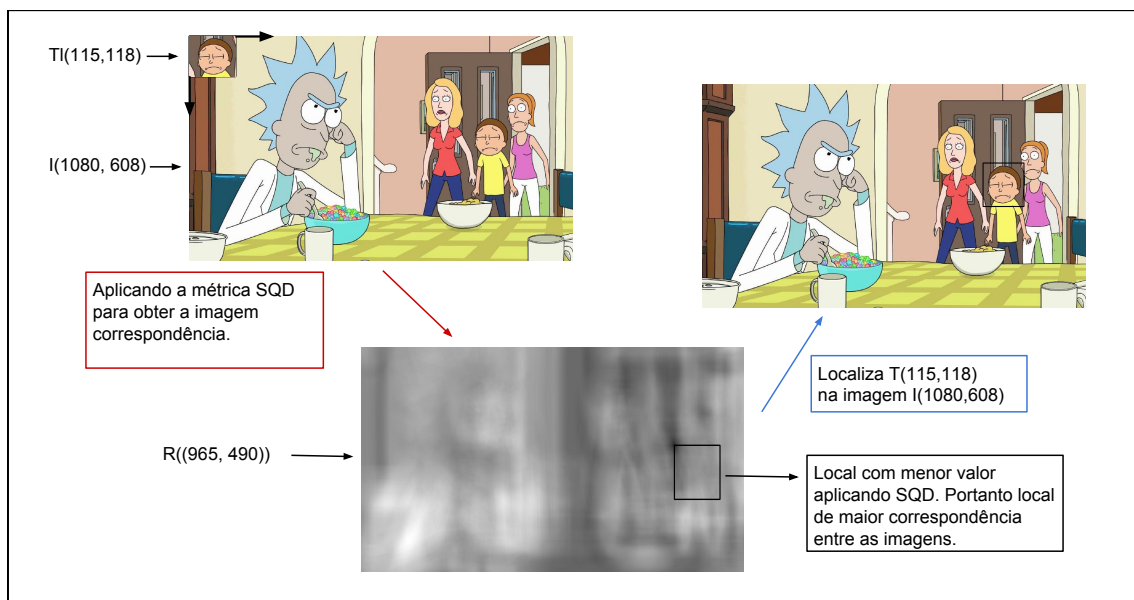 TI(115,118)
I(1080, 608)
Aplicando a métrica SQD
para obter a imagem
correspondência.
Localiza T(115,118)
na imagem I(1080,608)
R((965, 490))
Local com menor valor
aplicando SQD. Portanto local
de maior correspondência
entre as imagens.